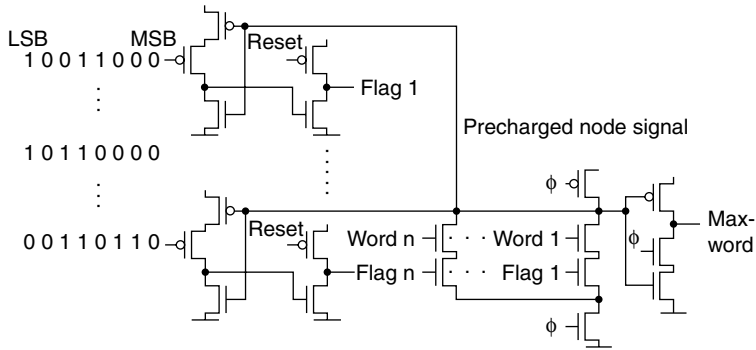 LSB MSB
1 0 0 1 1 0 0 0
Reset
Flag 1
Precharged node signal
1 0 1 1 0 0 0 0
ϕ
0 0 1 1 0 1 1 0
Reset
Word n
Word 1
ϕ
Max-
word
Flag n
Flag 1
ϕ